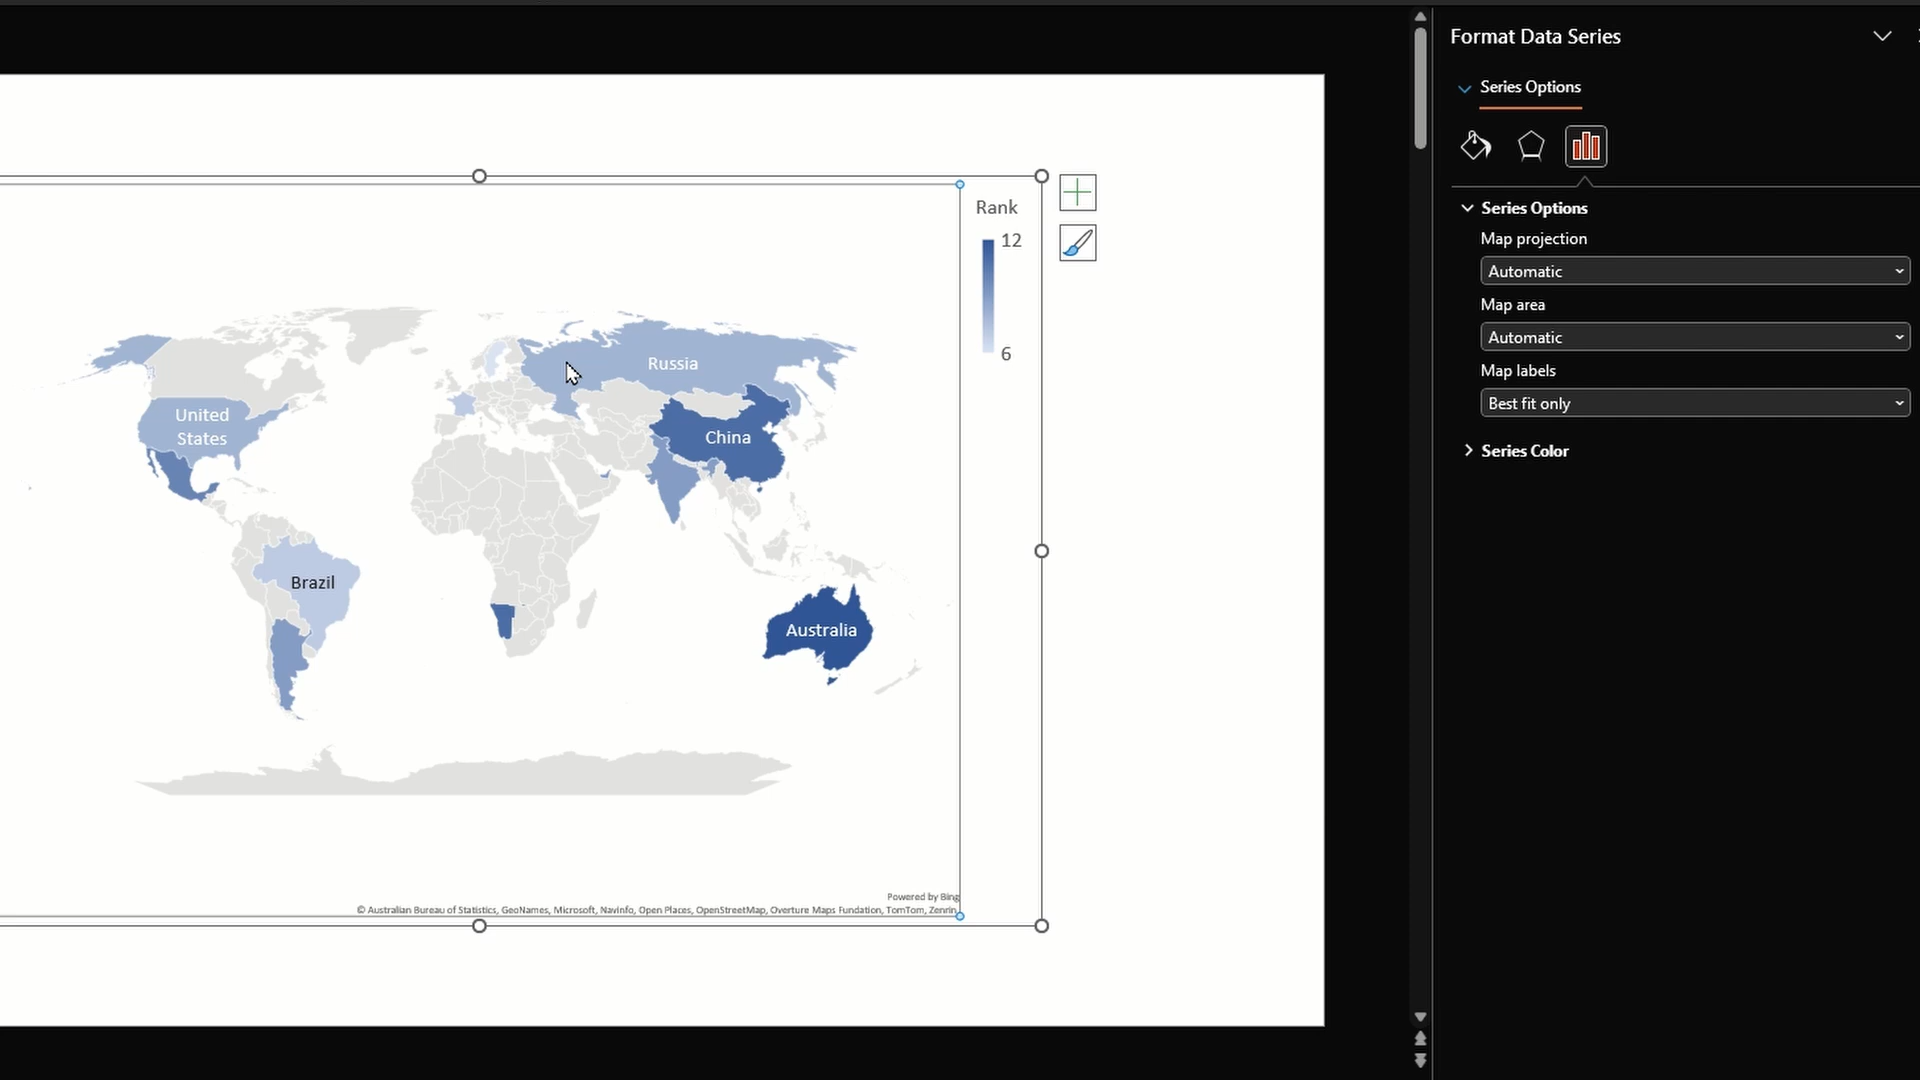 Format Data Series
Series Options
Series Options
Map projection
Automatic
Map area
Automatic
Map labels
Best fit only
Series Color
Rank
12
6
Russia
United
States
China
Brazil
Australia
Powered by Bing
© Australian Bureau of Statistics, GeoNames, Microsoft, Navinfo, Open Places, OpenStreetMap, Overture Maps Fundation, TomTom, Zenrin